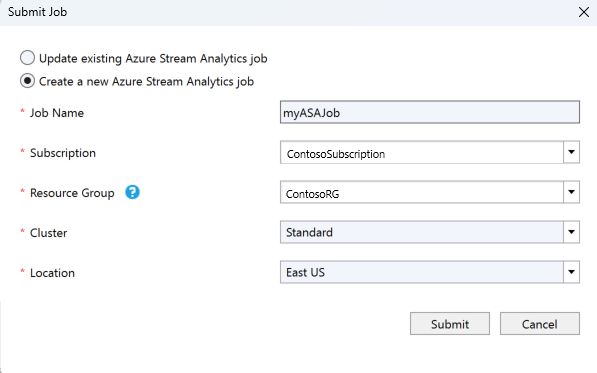 Submit Job
Update existing Azure Stream Analytics job
Create a new Azure Stream Analytics job
* Job Name myASAJob
* Subscription ContosoSubscription
* Resource Group ? ContosoRG
* Cluster Standard
* Location East US
Submit Cancel